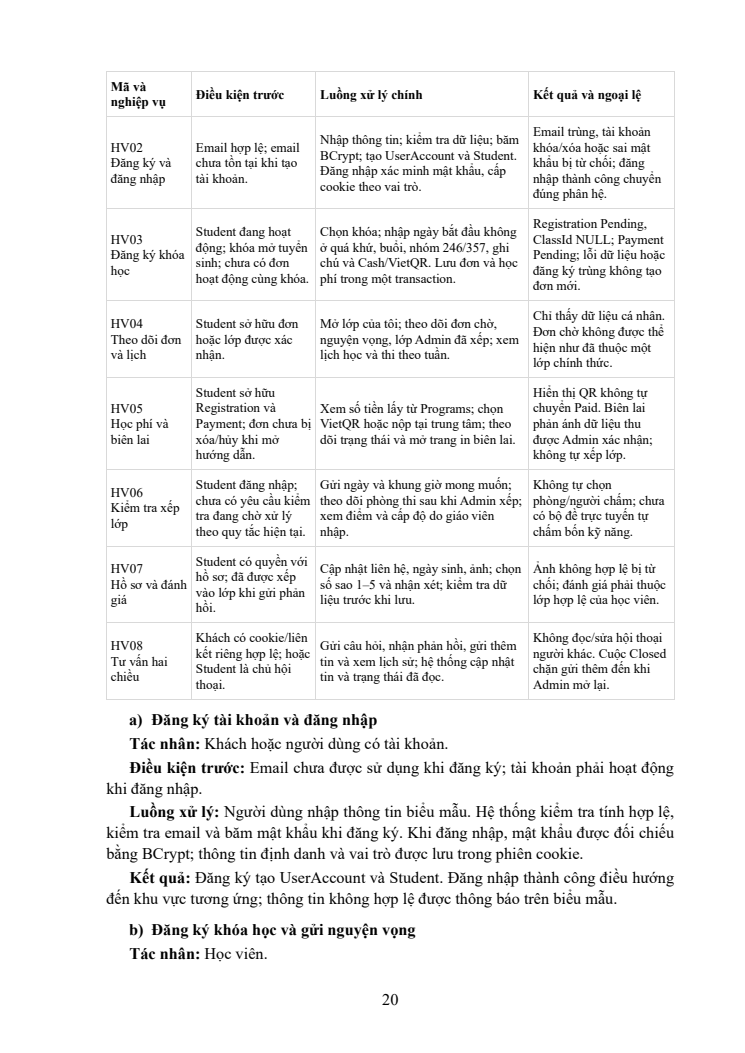 Mã và
nghiệp vụ
Điều kiện trước
Luồng xử lý chính
Kết quả và ngoại lệ
HV02
Đăng ký và
đăng nhập
Email hợp lệ; email
chưa tồn tại khi tạo
tài khoản.
Nhập thông tin; kiểm tra dữ liệu; băm
BCrypt; tạo UserAccount và Student.
Đăng nhập xác minh mật khẩu, cấp
cookie theo vai trò.
Email trùng, tài khoản
khóa/xóa hoặc sai mật
khẩu bị từ chối; đăng
nhập thành công chuyển
đúng phân hệ.
HV03
Đăng ký khóa
học
Student đang hoạt
động; khóa mở tuyển
sinh; chưa có đơn
hoạt động cùng khóa.
Chọn khóa; nhập ngày bắt đầu không
ở quá khứ, buổi, nhóm 246/357, ghi
chú và Cash/VietQR. Lưu đơn và học
phí trong một transaction.
Registration Pending,
ClassId NULL; Payment
Pending; lỗi dữ liệu hoặc
đăng ký trùng không tạo
đơn mới.
HV04
Theo dõi đơn
và lịch
Student sở hữu đơn
hoặc lớp được xác
nhận.
Mở lớp của tôi; theo dõi đơn chờ,
nguyện vọng, lớp Admin đã xếp; xem
lịch học và thi theo tuần.
Chỉ thấy dữ liệu cá nhân.
Đơn chờ không được thể
hiện như đã thuộc một
lớp chính thức.
HV05
Học phí và
biên lai
Student sở hữu
Registration và
Payment; đơn chưa bị
xóa/hủy khi mở
hướng dẫn.
Xem số tiền lấy từ Programs; chọn
VietQR hoặc nộp tại trung tâm; theo
dõi trạng thái và mở trang in biên lai.
Hiển thị QR không tự
chuyển Paid. Biên lai
phản ánh dữ liệu thu
được Admin xác nhận;
không tự xếp lớp.
HV06
Kiểm tra xếp
lớp
Student đăng nhập;
chưa có yêu cầu kiểm
tra đang chờ xử lý
theo quy tắc hiện tại.
Gửi ngày và khung giờ mong muốn;
theo dõi phòng thi sau khi Admin xếp;
xem điểm và cấp độ do giáo viên
nhập.
Không tự chọn
phòng/người chấm; chưa
có bộ đề trực tuyến tự
chấm bốn kỹ năng.
HV07
Hồ sơ và đánh
giá
Student có quyền với
hồ sơ; đã được xếp
vào lớp khi gửi phản
hồi.
Cập nhật liên hệ, ngày sinh, ảnh; chọn
số sao 1–5 và nhận xét; kiểm tra dữ
liệu trước khi lưu.
Ảnh không hợp lệ bị từ
chối; đánh giá phải thuộc
lớp hợp lệ của học viên.
HV08
Tư vấn hai
chiều
Khách có cookie/liên
kết riêng hợp lệ; hoặc
Student là chủ hội
thoại.
Gửi câu hỏi, nhận phản hồi, gửi thêm
tin và xem lịch sử; hệ thống cập nhật
tin và trạng thái đã đọc.
Không đọc/sửa hội thoại
người khác. Cuộc Closed
chặn gửi thêm đến khi
Admin mở lại.
a) Đăng ký tài khoản và đăng nhập
Tác nhân: Khách hoặc người dùng có tài khoản.
Điều kiện trước: Email chưa được sử dụng khi đăng ký; tài khoản phải hoạt động
khi đăng nhập.
Luồng xử lý: Người dùng nhập thông tin biểu mẫu. Hệ thống kiểm tra tính hợp lệ,
kiểm tra email và băm mật khẩu khi đăng ký. Khi đăng nhập, mật khẩu được đối chiếu
bằng BCrypt; thông tin định danh và vai trò được lưu trong phiên cookie.
Kết quả: Đăng ký tạo UserAccount và Student. Đăng nhập thành công điều hướng
đến khu vực tương ứng; thông tin không hợp lệ được thông báo trên biểu mẫu.
b) Đăng ký khóa học và gửi nguyện vọng
Tác nhân: Học viên.
20